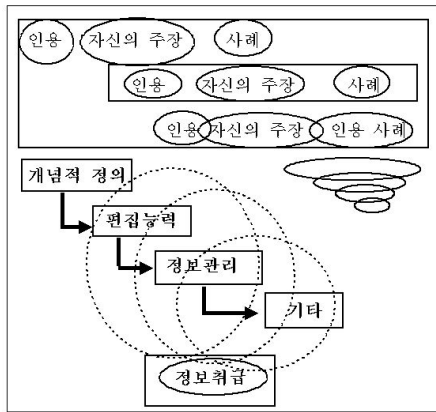 인용 자신의 주장 사례
인용 자신의 주장 사례
인용 자신의 주장 인용 사례
개념적 정의
편집능력
정보관리
기타
정보취급